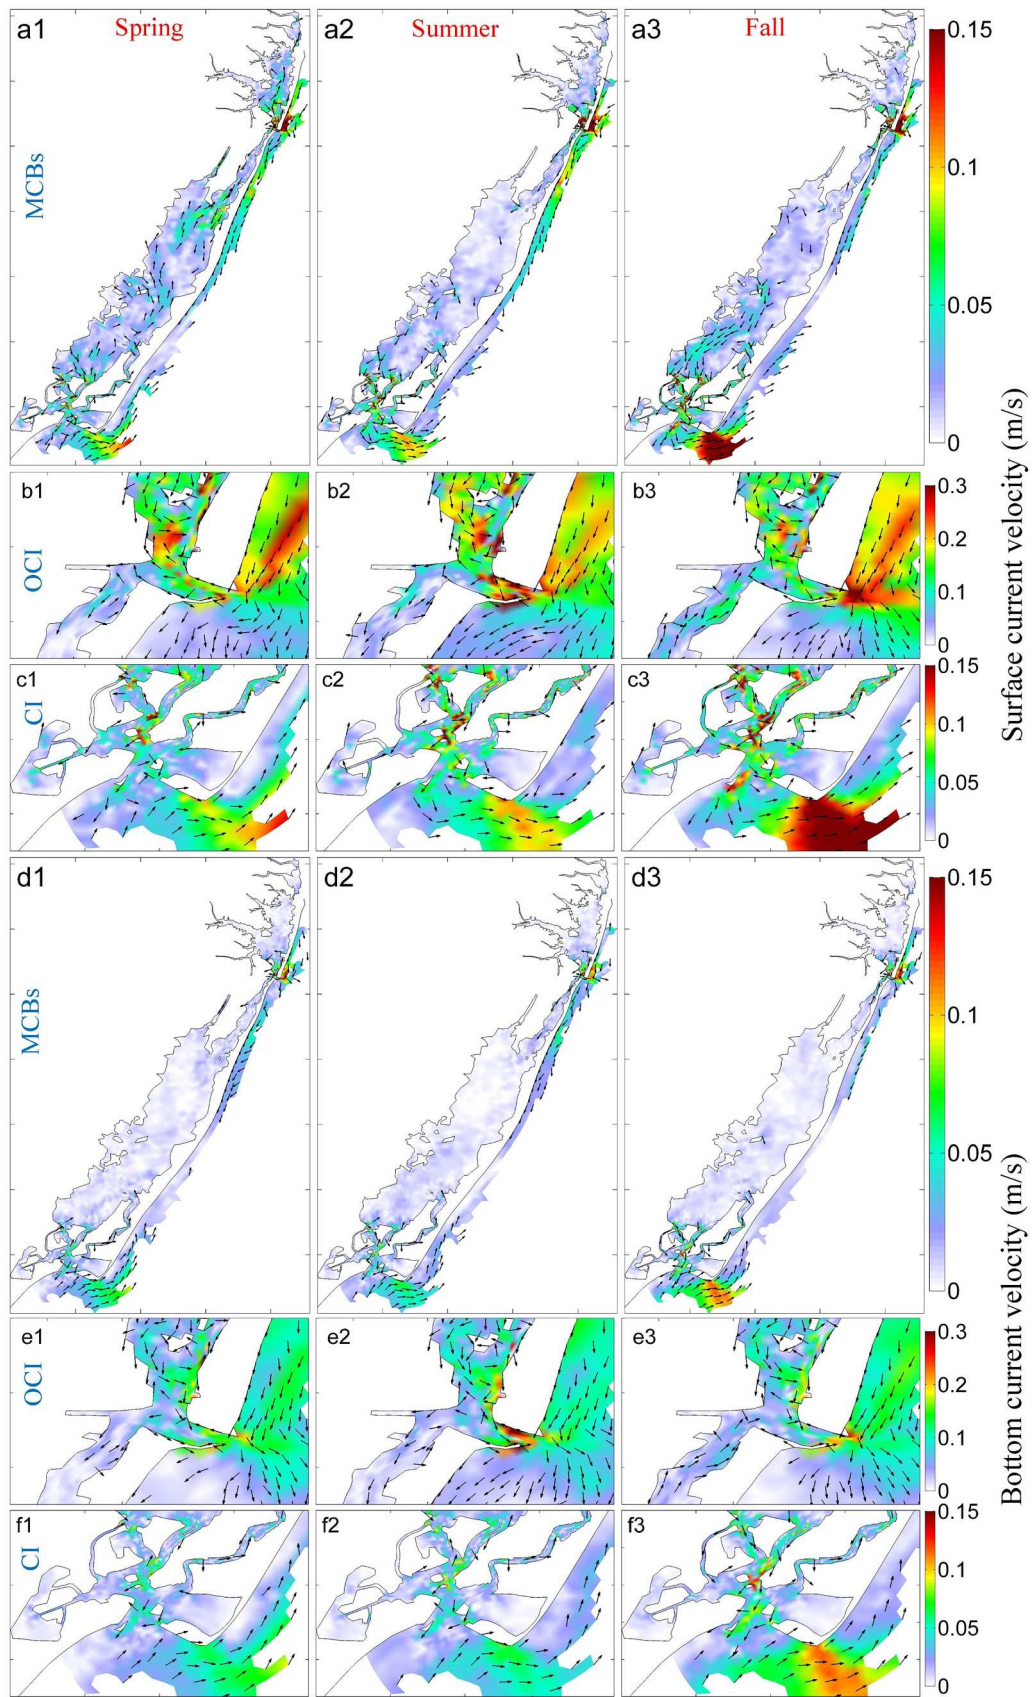 a1 Spring a2 Summer a3 Fall
MCBs
0.15
0.1
0.05
0
b1 b2 b3
OCI
0.3
0.2
0.1
0
c1 c2 c3
CI
0.15
0.1
0.05
0
Surface current velocity (m/s)
d1 d2 d3
MCBs
0.15
0.1
0.05
0
e1 e2 e3
OCI
0.3
0.2
0.1
0
f1 f2 f3
CI
0.15
0.1
0.05
0
Bottom current velocity (m/s)